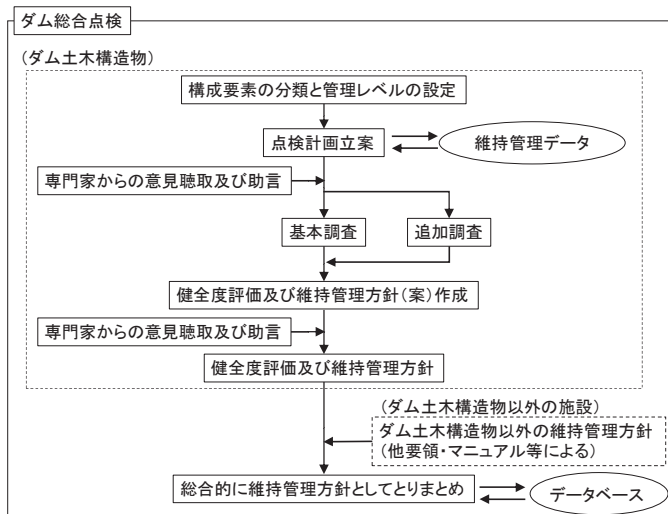 ダム総合点検
(ダム土木構造物)
構成要素の分類と管理レベルの設定
点検計画立案
維持管理データ
専門家からの意見聴取及び助言
基本調査
追加調査
健全度評価及び維持管理方針(案)作成
専門家からの意見聴取及び助言
健全度評価及び維持管理方針
(ダム土木構造物以外の施設)
ダム土木構造物以外の維持管理方針
(他要領・マニュアル等による)
総合的に維持管理方針としてとりまとめ
データベース